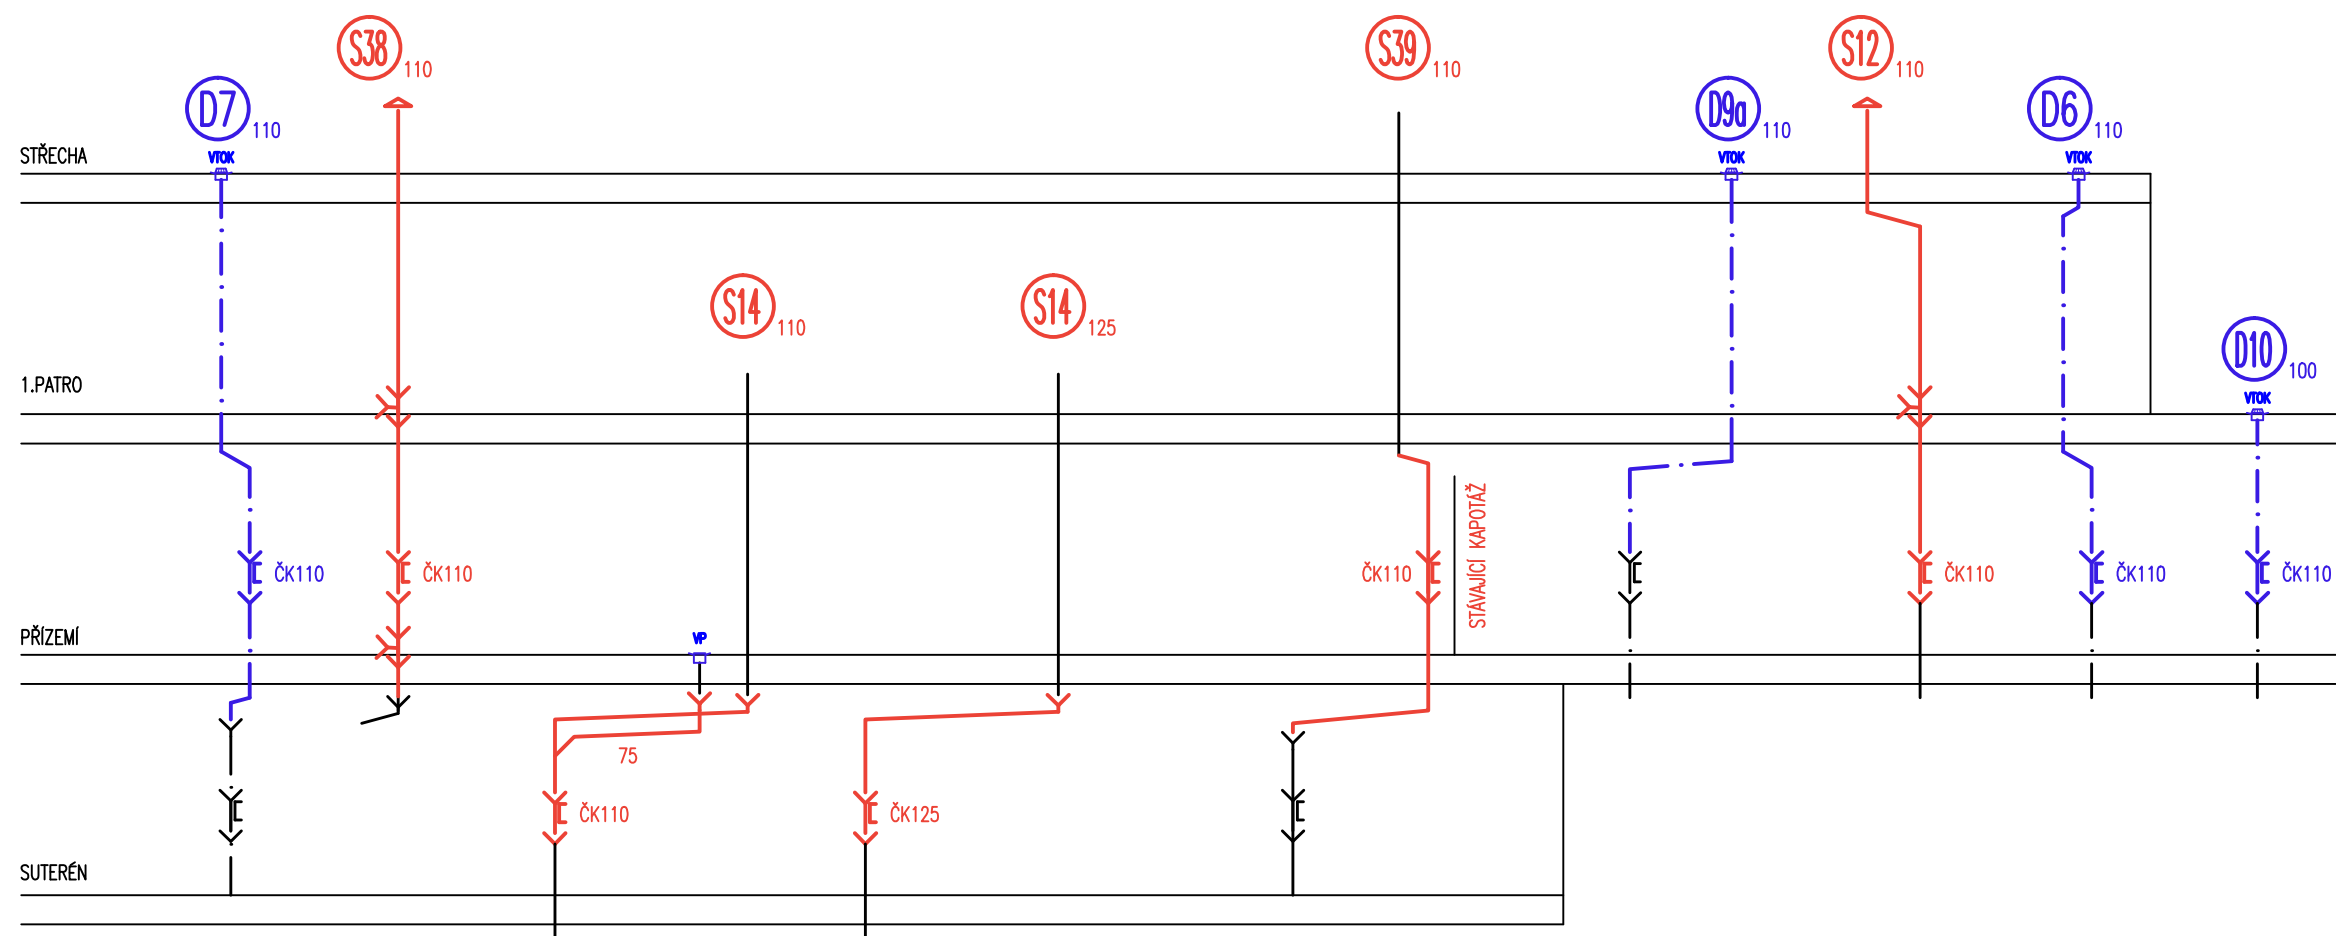 S38
110
S39
110
S12
110
D7
110
D9a
110
D6
110
STŘECHA
VTOK
VTOK
VTOK
S14
110
S14
125
D10
100
1.PATRO
VTOK
STÁVAJÍCÍ KAPOTÁŽ
ČK110
ČK110
ČK110
ČK110
ČK110
ČK110
PŘÍZEMÍ
VP
75
ČK110
ČK125
SUTERÉN